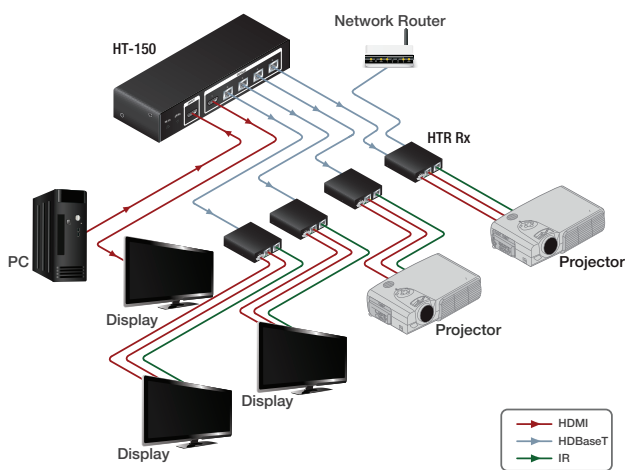 Network Router
HT-150
HTR Rx
PC
Projector
Display
Projector
Display
Display
HDMI
HDBaseT
IR